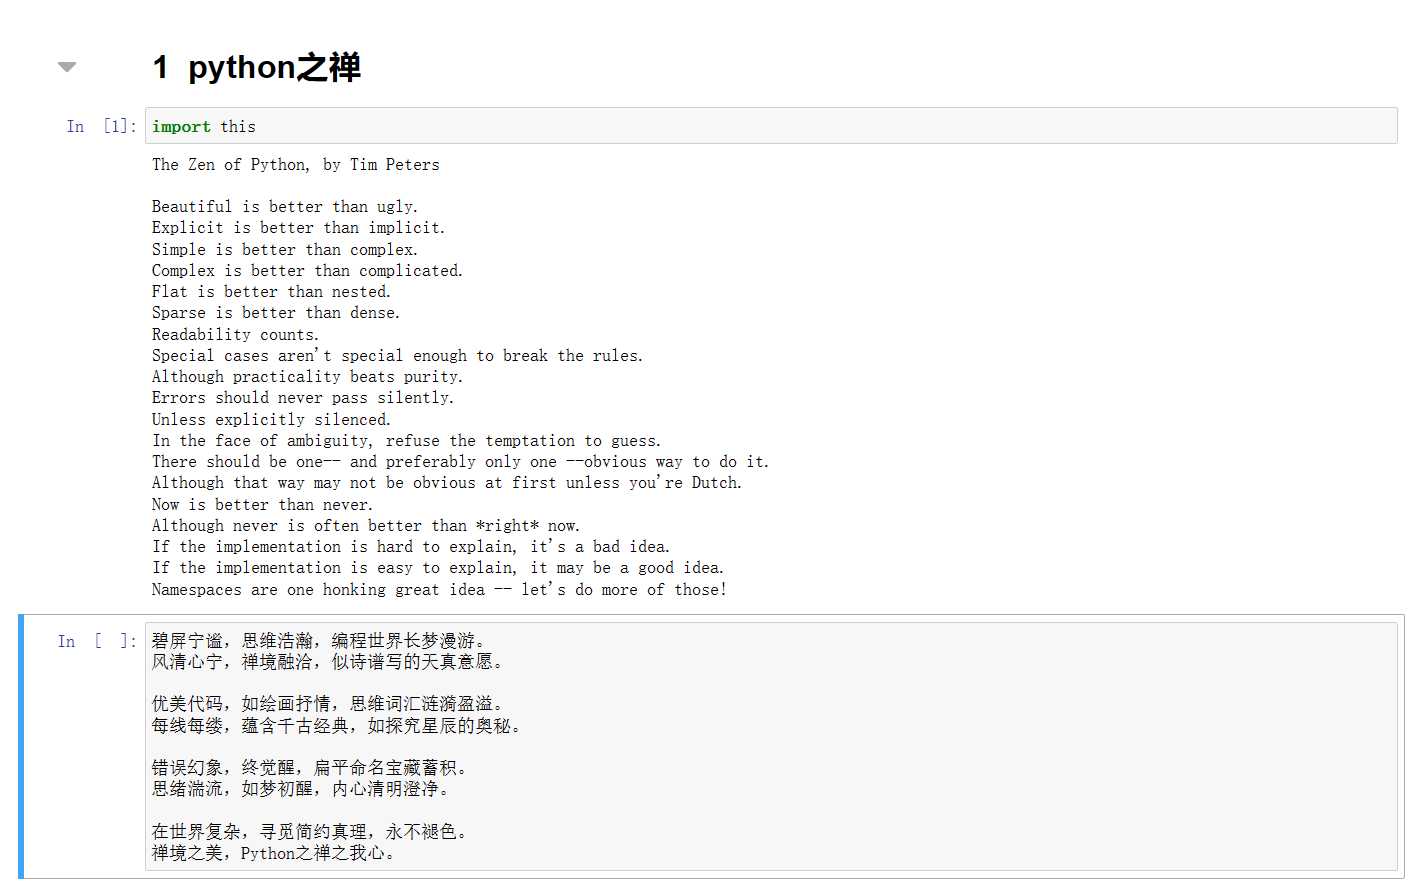 1 python之禅
In [1]: import this
The Zen of Python, by Tim Peters
Beautiful is better than ugly.
Explicit is better than implicit.
Simple is better than complex.
Complex is better than complicated.
Flat is better than nested.
Sparse is better than dense.
Readability counts.
Special cases aren't special enough to break the rules.
Although practicality beats purity.
Errors should never pass silently.
Unless explicitly silenced.
In the face of ambiguity, refuse the temptation to guess.
There should be one-- and preferably only one --obvious way to do it.
Although that way may not be obvious at first unless you're Dutch.
Now is better than never.
Although never is often better than *right* now.
If the implementation is hard to explain, it's a bad idea.
If the implementation is easy to explain, it may be a good idea.
Namespaces are one honking great idea -- let's do more of those!
In [ ]: 碧屏宁谧，思维浩瀚，编程世界长梦漫游。
风清心宁，禅境融洽，似诗谱写的天真意愿。
优美代码，如绘画抒情，思维词汇涟漪盈溢。
每线每缕，蕴含千古经典，如探究星辰的奥秘。
错误幻象，终觉醒，扁平命名宝藏蓄积。
思绪湍流，如梦初醒，内心清明澄净。
在世界复杂，寻觅简约真理，永不褪色。
禅境之美，Python之禅之我心。